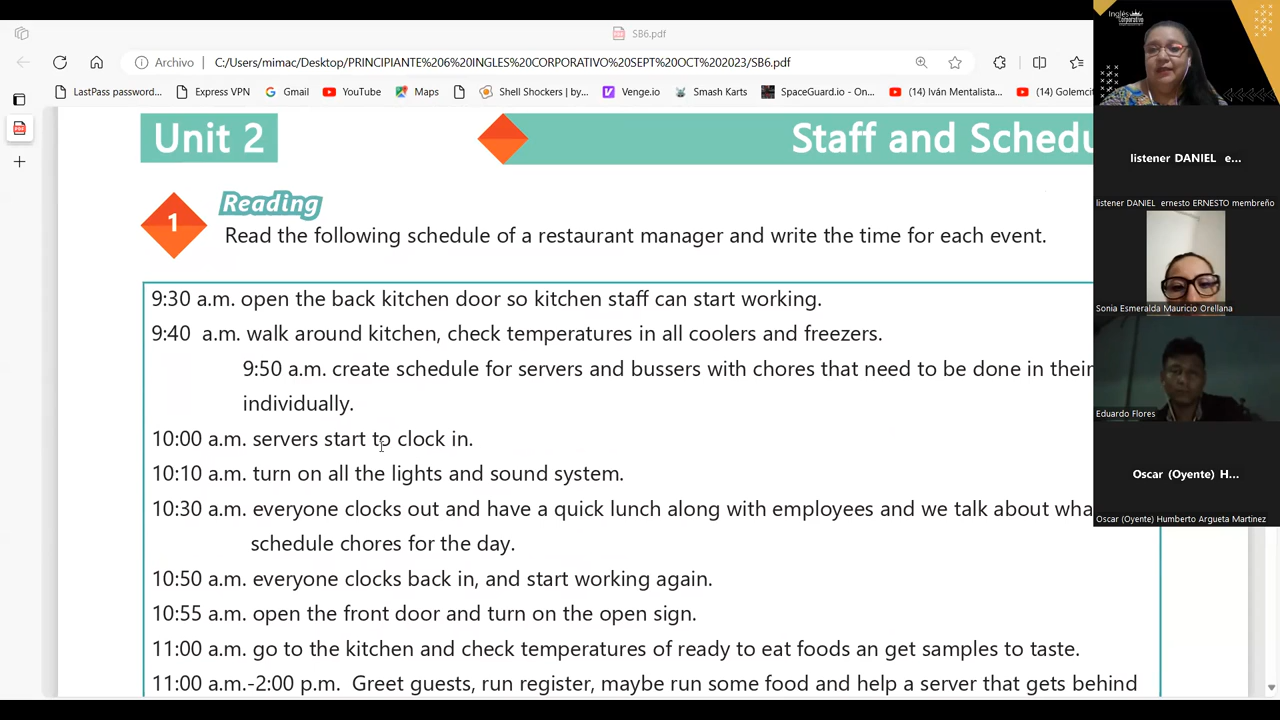 SB6.pdf
Archivo C:/Users/mimac/Desktop/PRINCIPIANTE%206%20INGLES%20CORPORATIVO%20SEPT%20OCT%202023/SB6.pdf
LastPass password... Express VPN Gmail YouTube Maps Shell Shockers | by... Venge.io Smash Karts SpaceGuard.io - On... (14) Iván Mentalista... (14) Golemcit
Unit 2 Staff and Schedu
1 Reading
Read the following schedule of a restaurant manager and write the time for each event.
9:30 a.m. open the back kitchen door so kitchen staff can start working.
9:40 a.m. walk around kitchen, check temperatures in all coolers and freezers.
9:50 a.m. create schedule for servers and bussers with chores that need to be done in their
individually.
10:00 a.m. servers start to clock in.
10:10 a.m. turn on all the lights and sound system.
10:30 a.m. everyone clocks out and have a quick lunch along with employees and we talk about wha
schedule chores for the day.
10:50 a.m. everyone clocks back in, and start working again.
10:55 a.m. open the front door and turn on the open sign.
11:00 a.m. go to the kitchen and check temperatures of ready to eat foods an get samples to taste.
11:00 a.m.-2:00 p.m. Greet guests, run register, maybe run some food and help a server that gets behind
Inglés
Corporativo
listener DANIEL e...
listener DANIEL ernesto ERNESTO membreño
Sonia Esmeralda Mauricio Orellana
Eduardo Flores
Oscar (Oyente) H...
Oscar (Oyente) Humberto Argueta Martinez